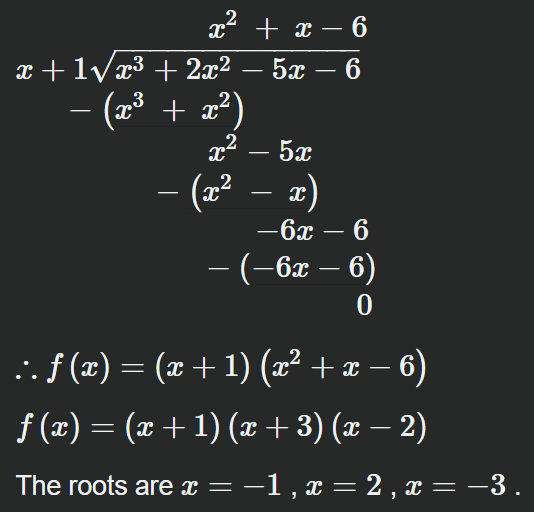 x² + x − 6
x + 1√x³ + 2x² − 5x − 6
− (x³ + x²)
x² − 5x
− (x² − x)
−6x − 6
− (−6x − 6)
0
∴ f (x) = (x + 1) (x² + x − 6)
f (x) = (x + 1) (x + 3) (x − 2)
The roots are x = −1 , x = 2 , x = −3 .